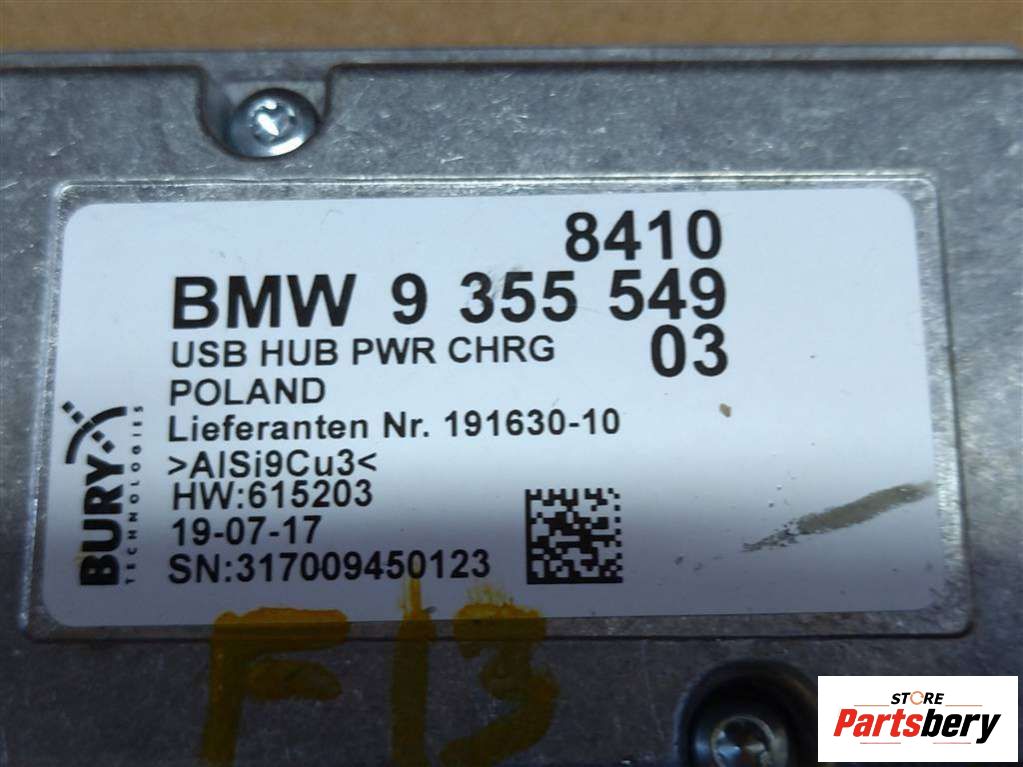 8410
BMW 9 355 549
03
USB HUB PWR CHRG
POLAND
Lieferanten Nr. 191630-10
>AlSi9Cu3<
HW:615203
19-07-17
SN:317009450123
BURY
TECHNOLOGIES
F13
STORE
Partsbery